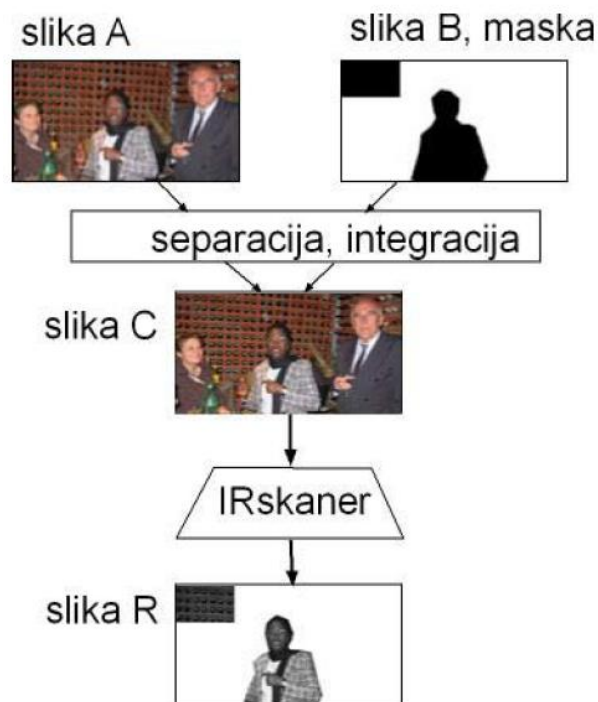 slika A
slika B, maska
separacija, integracija
slika C
IRskaner
slika R